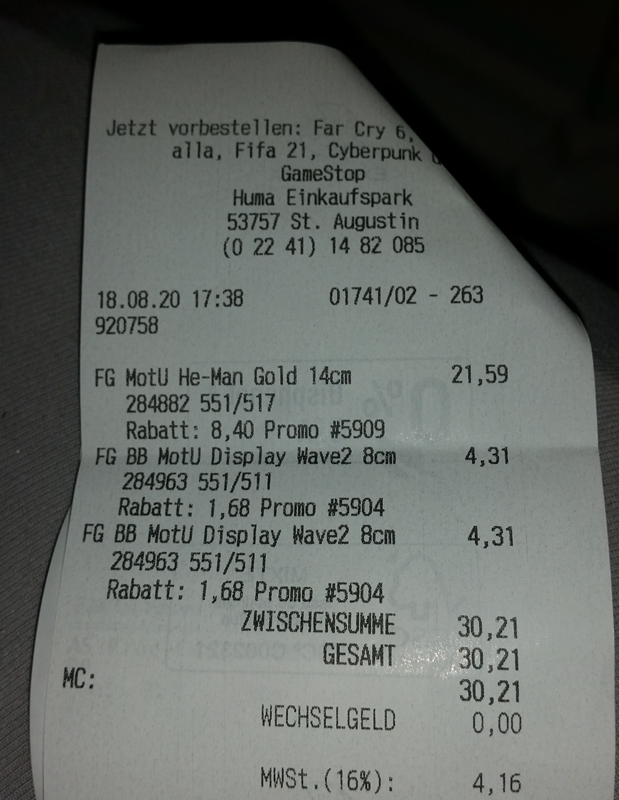 Jetzt vorbestellen: Far Cry 6,
alla, Fifa 21, Cyberpunk
GameStop
Huma Einkaufspark
53757 St. Augustin
(0 22 41) 14 82 085
18.08.20 17:38 01741/02 - 263
920758
FG MotU He-Man Gold 14cm 21,59
284882 551/517
Rabatt: 8,40 Promo #5909
FG BB MotU Display Wave2 8cm 4,31
284963 551/511
Rabatt: 1,68 Promo #5904
FG BB MotU Display Wave2 8cm 4,31
284963 551/511
Rabatt: 1,68 Promo #5904
ZWISCHENSUMME 30,21
GESAMT 30,21
MC: 30,21
WECHSELGELD 0,00
MWSt.(16%): 4,16